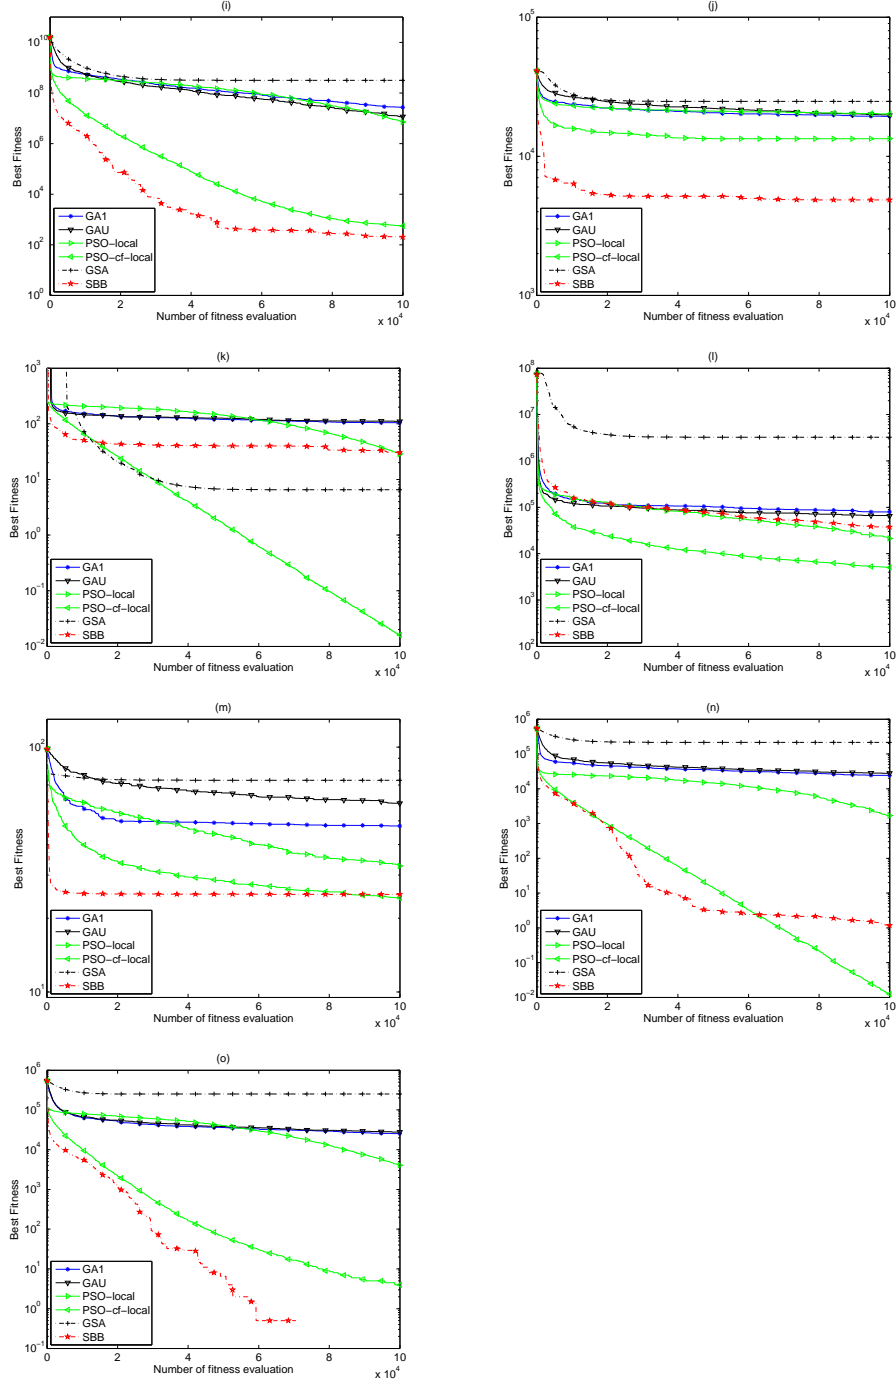 (i)
10^10
10^8
10^6
10^4
10^2
10^0
Best Fitness
GA1
GAU
PSO−local
PSO−cf−local
GSA
SBB
0 2 4 6 8 10
x 10^4
Number of fitness evaluation
(j)
10^5
10^4
10^3
Best Fitness
GA1
GAU
PSO−local
PSO−cf−local
GSA
SBB
0 2 4 6 8 10
x 10^4
Number of fitness evaluation
(k)
10^3
10^2
10^1
10^0
10^−1
10^−2
Best Fitness
GA1
GAU
PSO−local
PSO−cf−local
GSA
SBB
0 2 4 6 8 10
x 10^4
Number of fitness evaluation
(l)
10^8
10^7
10^6
10^5
10^4
10^3
10^2
Best Fitness
GA1
GAU
PSO−local
PSO−cf−local
GSA
SBB
0 2 4 6 8 10
x 10^4
Number of fitness evaluation
(m)
10^2
10^1
Best Fitness
GA1
GAU
PSO−local
PSO−cf−local
GSA
SBB
0 2 4 6 8 10
x 10^4
Number of fitness evaluation
(n)
10^6
10^5
10^4
10^3
10^2
10^1
10^0
10^−1
10^−2
Best Fitness
GA1
GAU
PSO−local
PSO−cf−local
GSA
SBB
0 2 4 6 8 10
x 10^4
Number of fitness evaluation
(o)
10^6
10^5
10^4
10^3
10^2
10^1
10^0
10^−1
Best Fitness
GA1
GAU
PSO−local
PSO−cf−local
GSA
SBB
0 2 4 6 8 10
x 10^4
Number of fitness evaluation